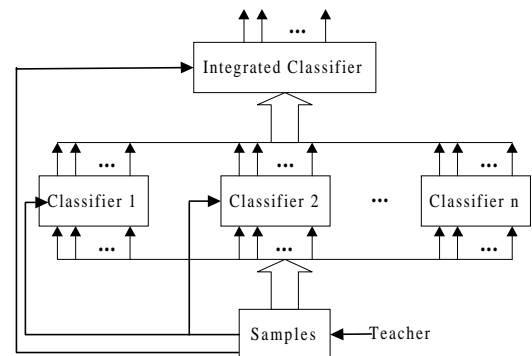 ...
Integrated Classifier
... ... ...
Classifier 1 Classifier 2 ... Classifier n
... ... ...
Samples Teacher